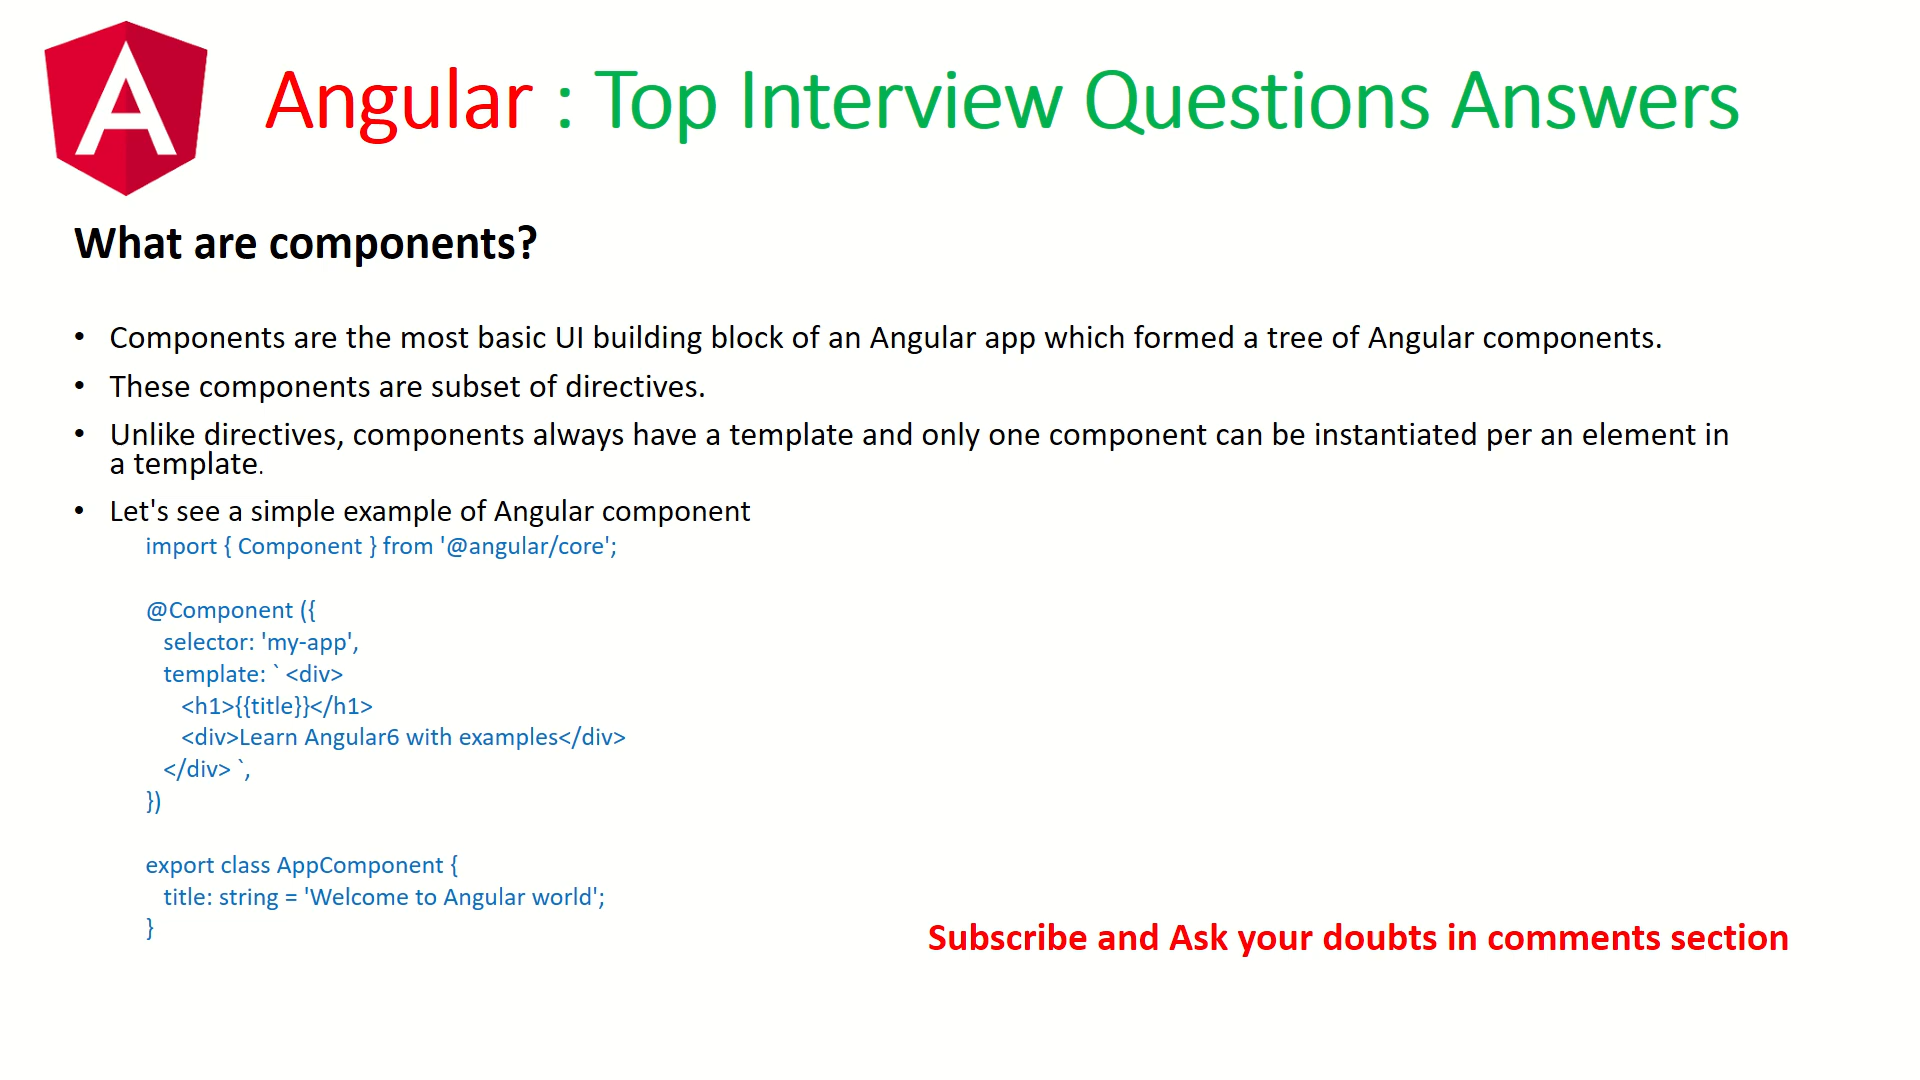 Angular : Top Interview Questions Answers
What are components?
• Components are the most basic UI building block of an Angular app which formed a tree of Angular components.
• These components are subset of directives.
• Unlike directives, components always have a template and only one component can be instantiated per an element in
a template.
• Let's see a simple example of Angular component
import { Component } from '@angular/core';
@Component ({
selector: 'my-app',
template: ` <div>
<h1>{{title}}</h1>
<div>Learn Angular6 with examples</div>
</div> `,
})
export class AppComponent {
title: string = 'Welcome to Angular world';
}
Subscribe and Ask your doubts in comments section